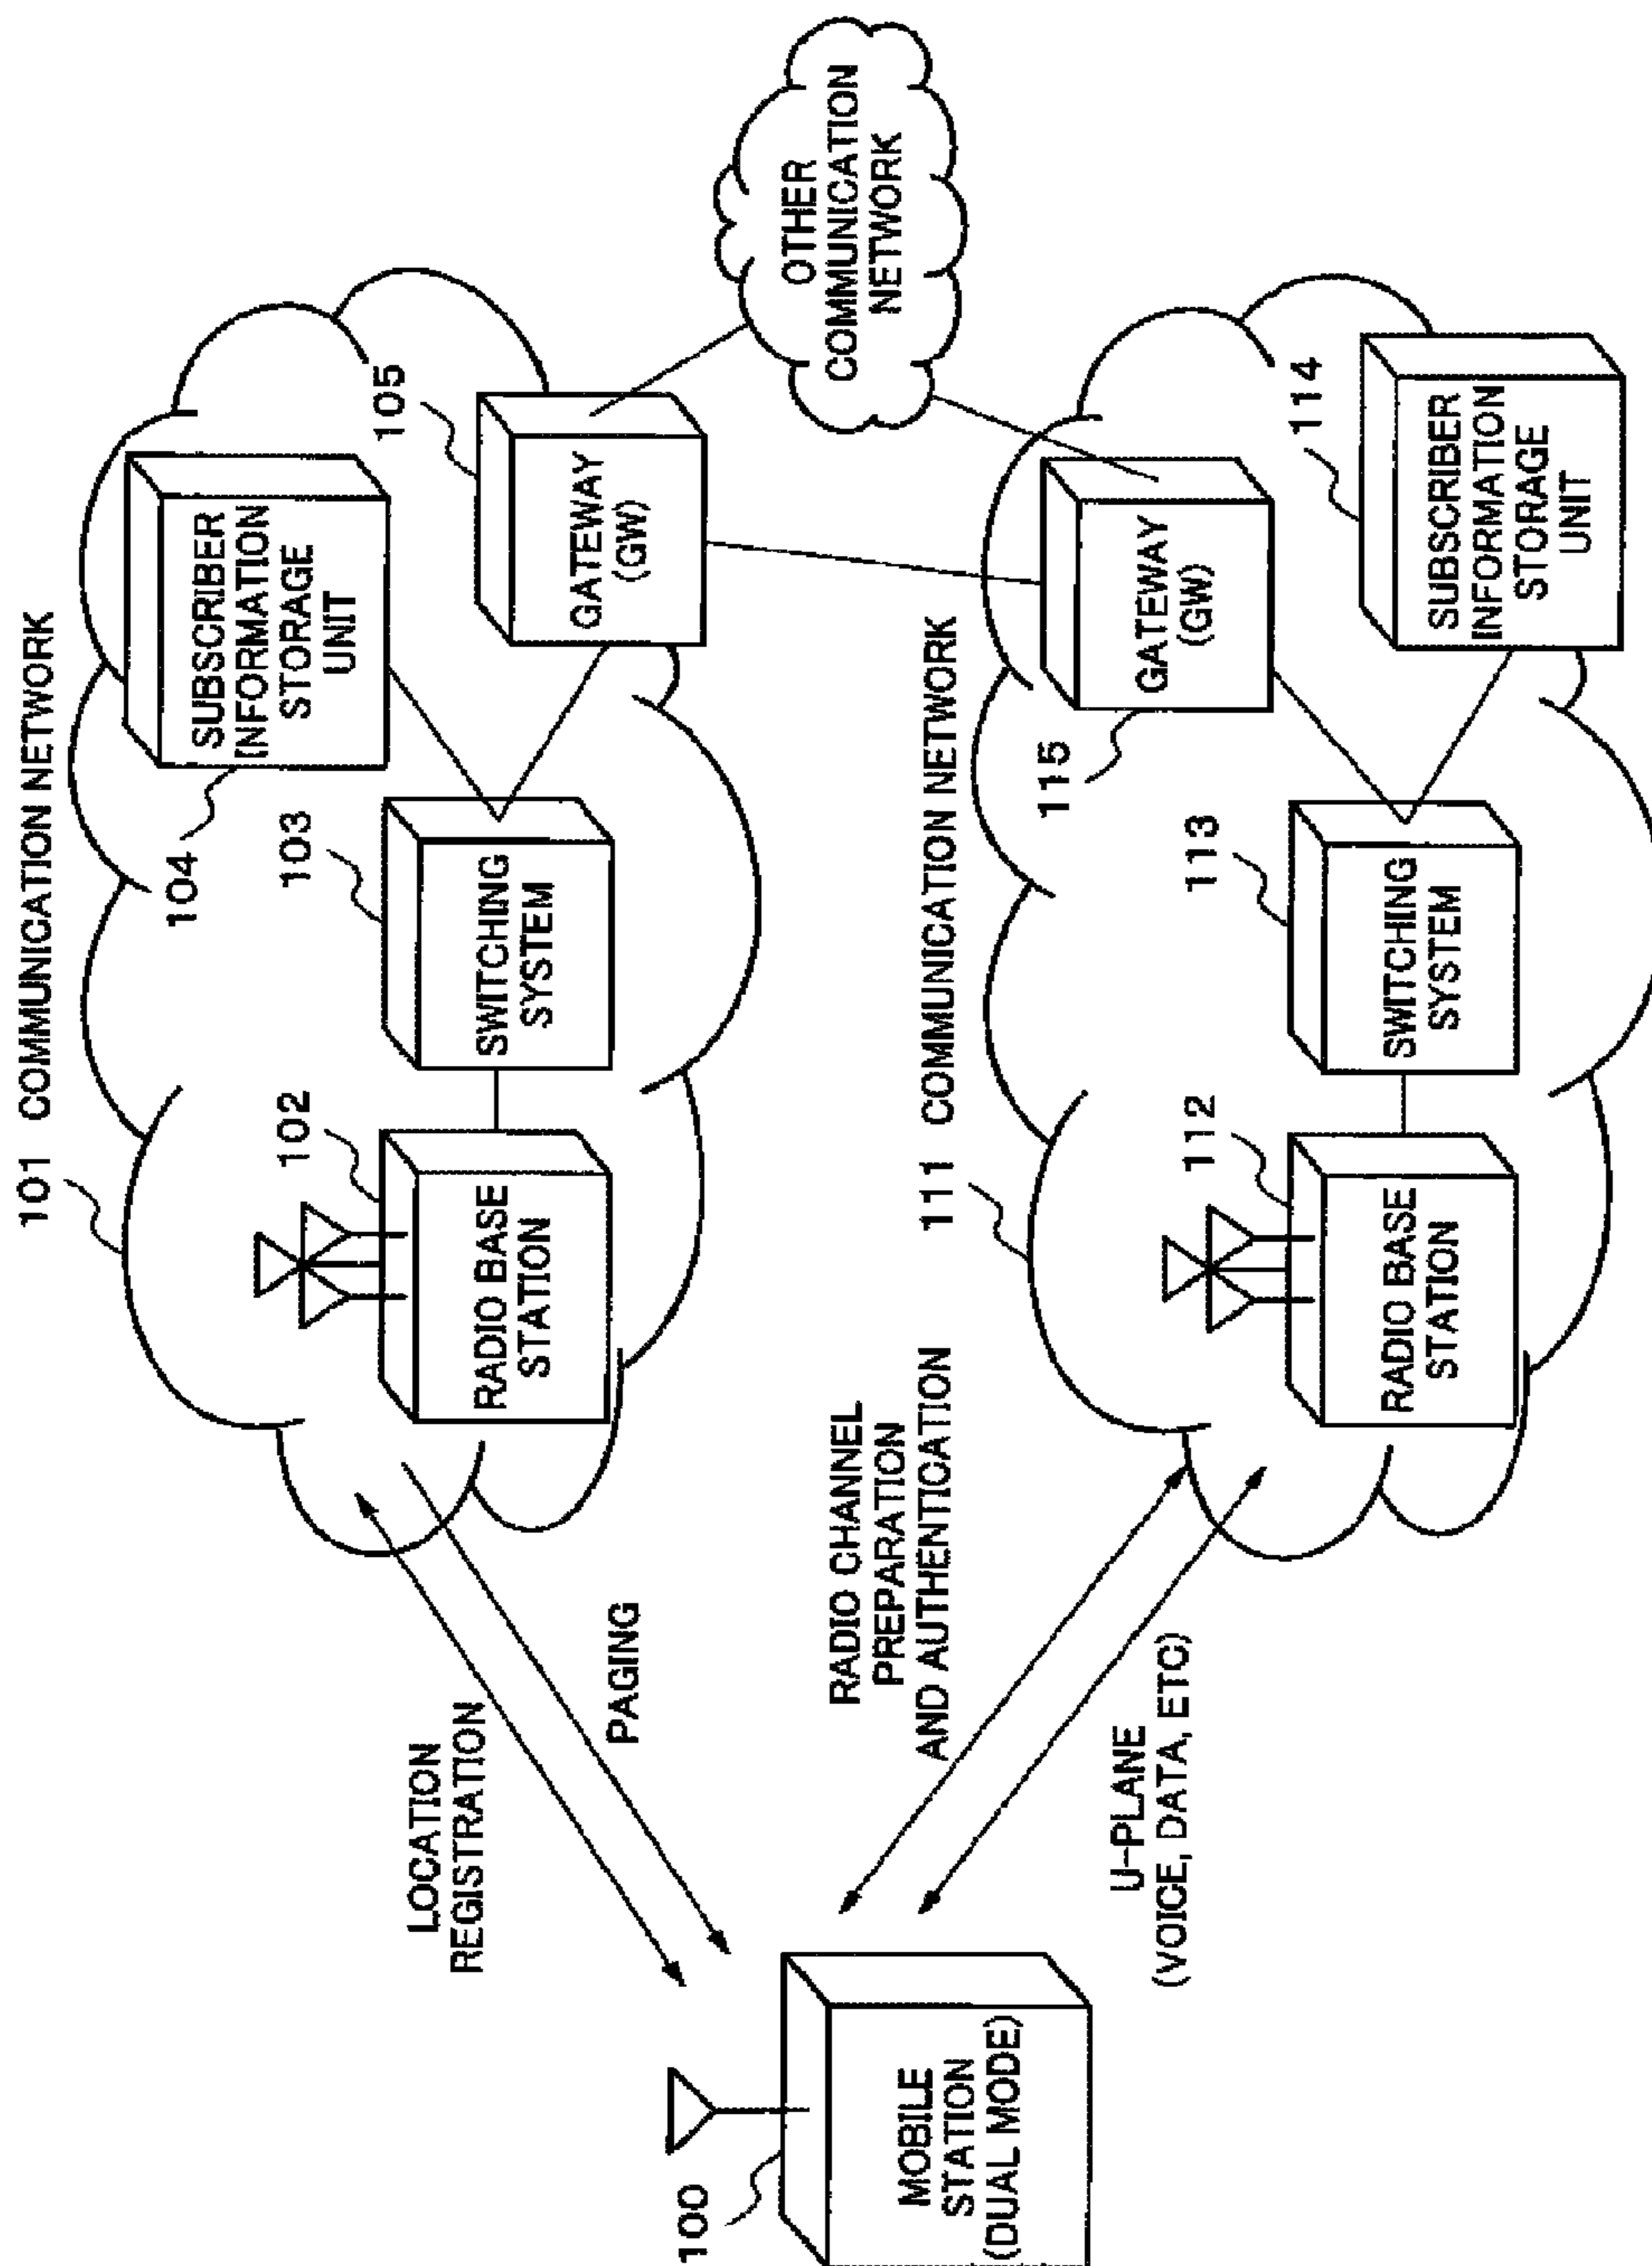 101 COMMUNICATION NETWORK
104
SUBSCRIBER
INFORMATION
STORAGE
UNIT
105
GATEWAY
(GW)
102
RADIO BASE
STATION
103
SWITCHING
SYSTEM
OTHER
COMMUNICATION
NETWORK
LOCATION
REGISTRATION
PAGING
100
MOBILE
STATION
(DUAL MODE)
RADIO CHANNEL
PREPARATION
AND AUTHENTICATION
U-PLANE
(VOICE, DATA, ETC)
111 COMMUNICATION NETWORK
112
RADIO BASE
STATION
113
SWITCHING
SYSTEM
115
GATEWAY
(GW)
114
SUBSCRIBER
INFORMATION
STORAGE
UNIT